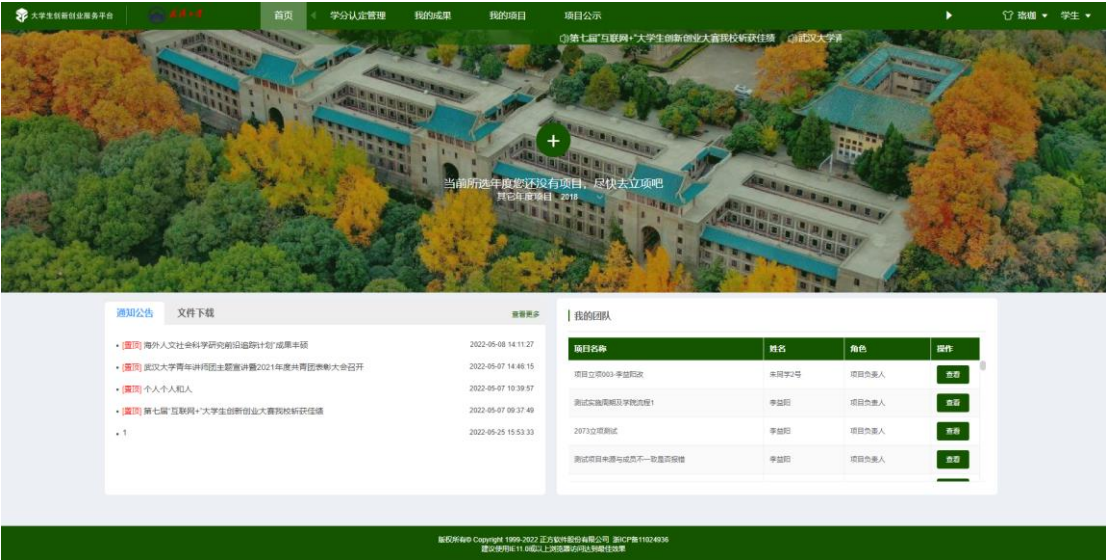 大学生创新创业服务平台
首页 学分认定管理 我的成果 我的项目 项目公示
珞珈 学生
第七届"互联网+"大学生创新创业大赛我校斩获佳绩 武汉大学青
+
当前所选年度您还没有项目，尽快去立项吧
其它年度项目 2018
通知公告 文件下载 查看更多
• [置顶] 海外人文社会科学研究前沿追踪计划"成果丰硕 2022-05-08 14:11:27
• [置顶] 武汉大学青年讲师团主题宣讲暨2021年度共青团表彰大会召开 2022-05-07 14:46:15
• [置顶] 个人个人和人 2022-05-07 10:39:57
• [置顶] 第七届"互联网+"大学生创新创业大赛我校斩获佳绩 2022-05-07 09:37:49
• 1 2022-05-25 15:53:33
我的团队
项目名称 姓名 角色 操作
项目立项003-李益阳改 朱同学2号 项目负责人 查看
测试实施周期及学院流程1 李益阳 项目负责人 查看
2073立项测试 李益阳 项目负责人 查看
测试项目来源与成员不一致是否报错 李益阳 项目负责人 查看
版权所有© Copyright 1999-2022 正方软件股份有限公司 浙ICP备11024936
建议使用IE11.0或以上浏览器访问达到最佳效果